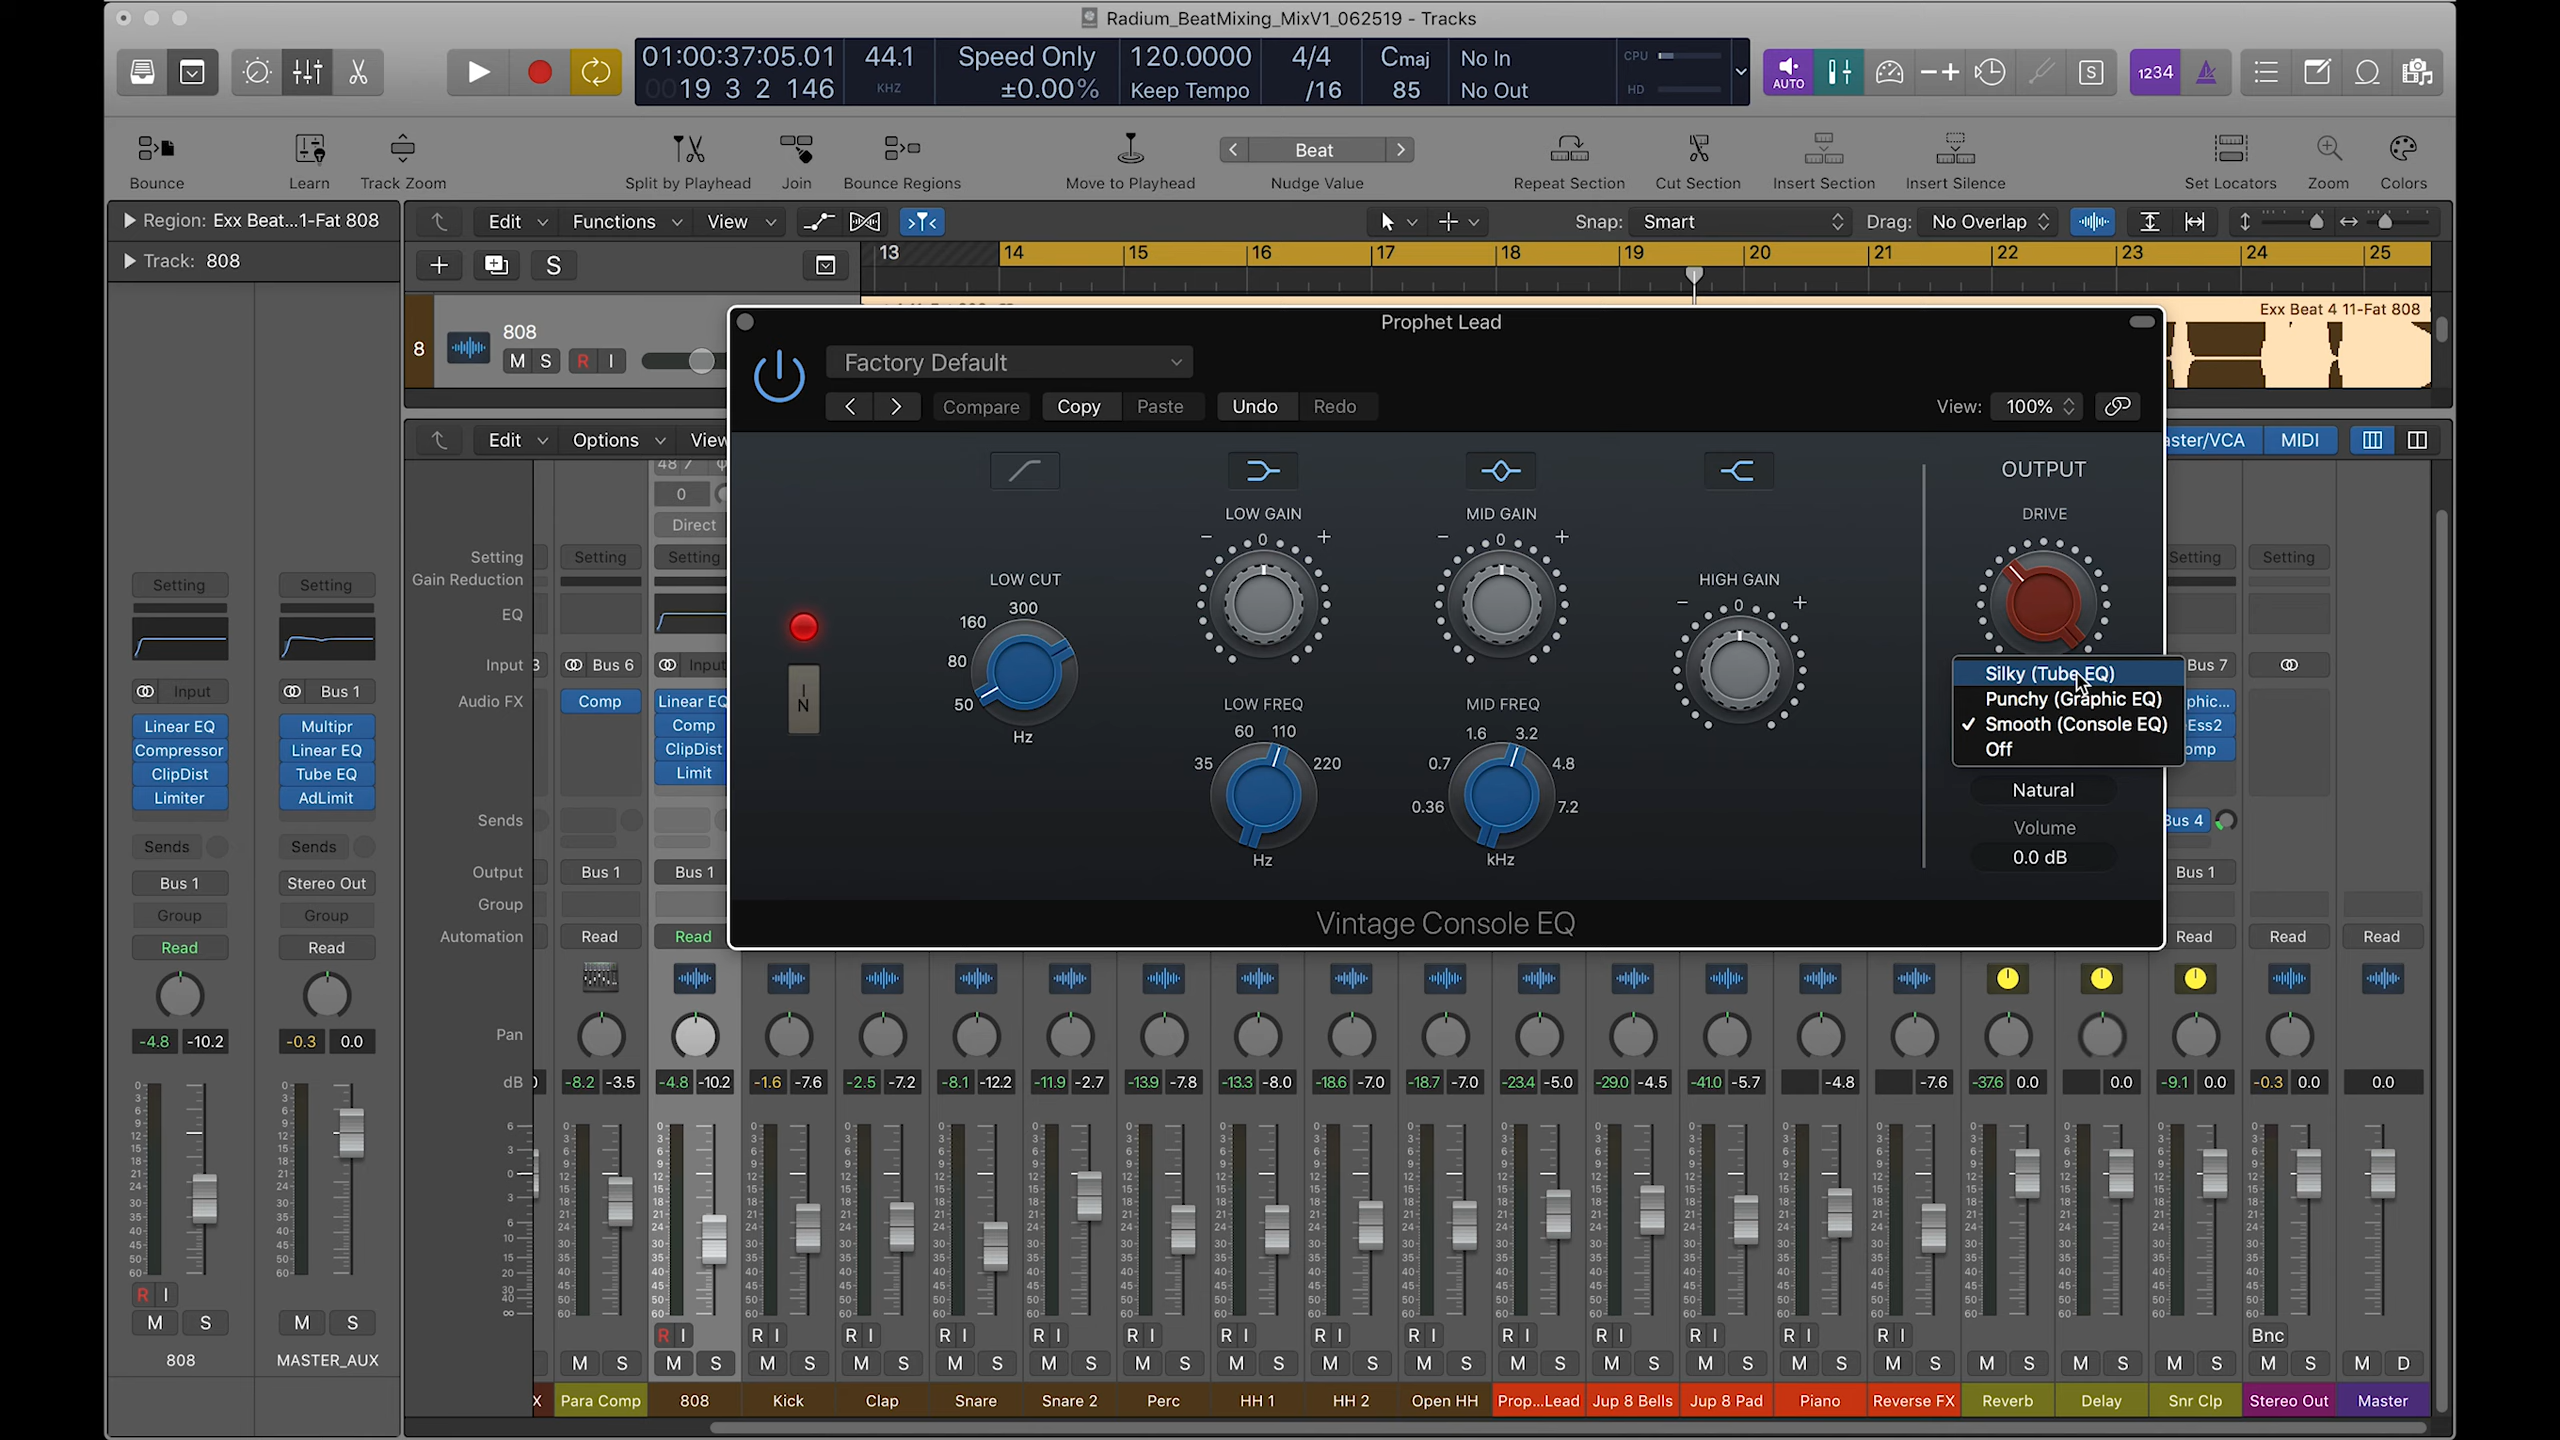 Radium_BeatMixing_MixV1_062519 - Tracks
01:00:37:05.01 44.1 Speed Only 120.0000 4/4 Cmaj No In CPU
0019 3 2 146 KHZ ±0.00% Keep Tempo /16 85 No Out HD
AUTO S 1234
Beat
Bounce Learn Track Zoom Split by Playhead Join Bounce Regions Move to Playhead Nudge Value Repeat Section Cut Section Insert Section Insert Silence Set Locators Zoom Colors
Region: Exx Beat...1-Fat 808
Edit Functions View Snap: Smart Drag: No Overlap
Track: 808
S
13 14 15 16 17 18 19 20 21 22 23 24 25
Exx Beat 4 11-Fat 808
8 808
M S R I
Prophet Lead
Factory Default
Compare Copy Paste Undo Redo View: 100%
Edit Options View
aster/VCA MIDI
OUTPUT
DRIVE
LOW CUT
300
160
80
50
Hz
LOW GAIN
− 0 +
LOW FREQ
60 110
35 220
Hz
MID GAIN
− 0 +
MID FREQ
1.6 3.2
0.7 4.8
0.36 7.2
kHz
HIGH GAIN
− 0 +
IN
Silky (Tube EQ)
Punchy (Graphic EQ)
✓ Smooth (Console EQ)
Off
Natural
Volume
0.0 dB
Vintage Console EQ
0
Direct
Setting Setting Setting Setting Setting
Gain Reduction
Setting Setting
EQ
Input 3 Bus 6 Input Bus 7
Input Bus 1
Audio FX Comp Linear EQ phic...
Comp Ess2
ClipDist omp
Limit
Linear EQ Multipr
Compressor Linear EQ
ClipDist Tube EQ
Limiter AdLimit
Sends Bus 4
Sends Sends
Output Bus 1 Bus 1 Bus 1
Bus 1 Stereo Out
Group
Group Group
Automation Read Read Read Read Read
Read Read
Pan
-4.8 -10.2 -0.3 0.0
dB -8.2 -3.5 -4.8 -10.2 -1.6 -7.6 -2.5 -7.2 -8.1 -12.2 -11.9 -2.7 -13.9 -7.8 -13.3 -8.0 -18.6 -7.0 -18.7 -7.0 -23.4 -5.0 -29.0 -4.5 -41.0 -5.7 -4.8 -7.6 -37.6 0.0 0.0 -9.1 0.0 -0.3 0.0 0.0
R I
M S M S
808 MASTER_AUX
R I R I R I R I R I R I R I R I R I R I R I R I R I R I Bnc
M S M S M S M S M S M S M S M S M S M S M S M S M S M S M S M S M S M S M S M D
X Para Comp 808 Kick Clap Snare Snare 2 Perc HH 1 HH 2 Open HH Prop...Lead Jup 8 Bells Jup 8 Pad Piano Reverse FX Reverb Delay Snr Clp Stereo Out Master